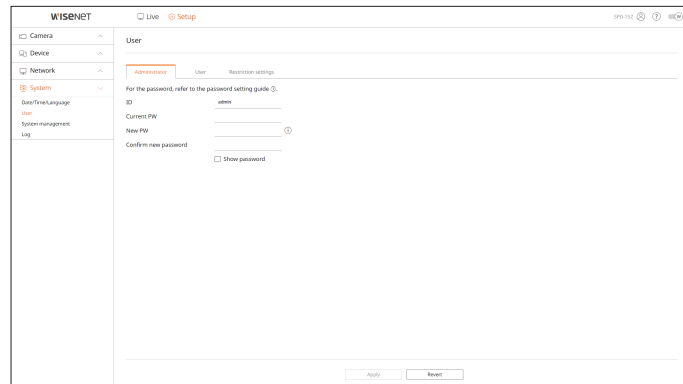 WISENET
Live Setup SPD-152 ? W
Camera
Device
Network
System
Date/Time/Language
User
System management
Log
User
Administrator User Restriction settings
For the password, refer to the password setting guide ⓘ.
ID admin
Current PW
New PW ⓘ
Confirm new password
Show password
Apply Revert